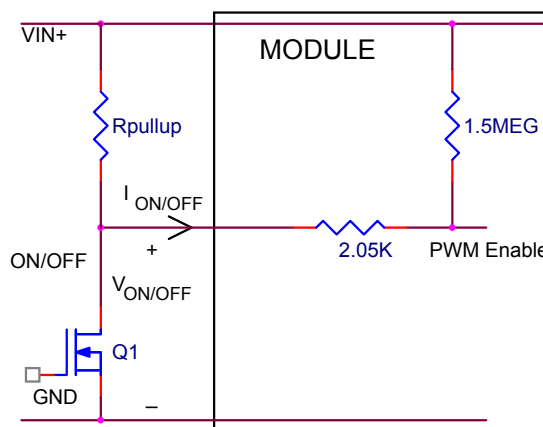 VIN+
MODULE
Rpullup
1.5MEG
I ON/OFF
+
2.05K
PWM Enable
ON/OFF
V ON/OFF
Q1
GND
–